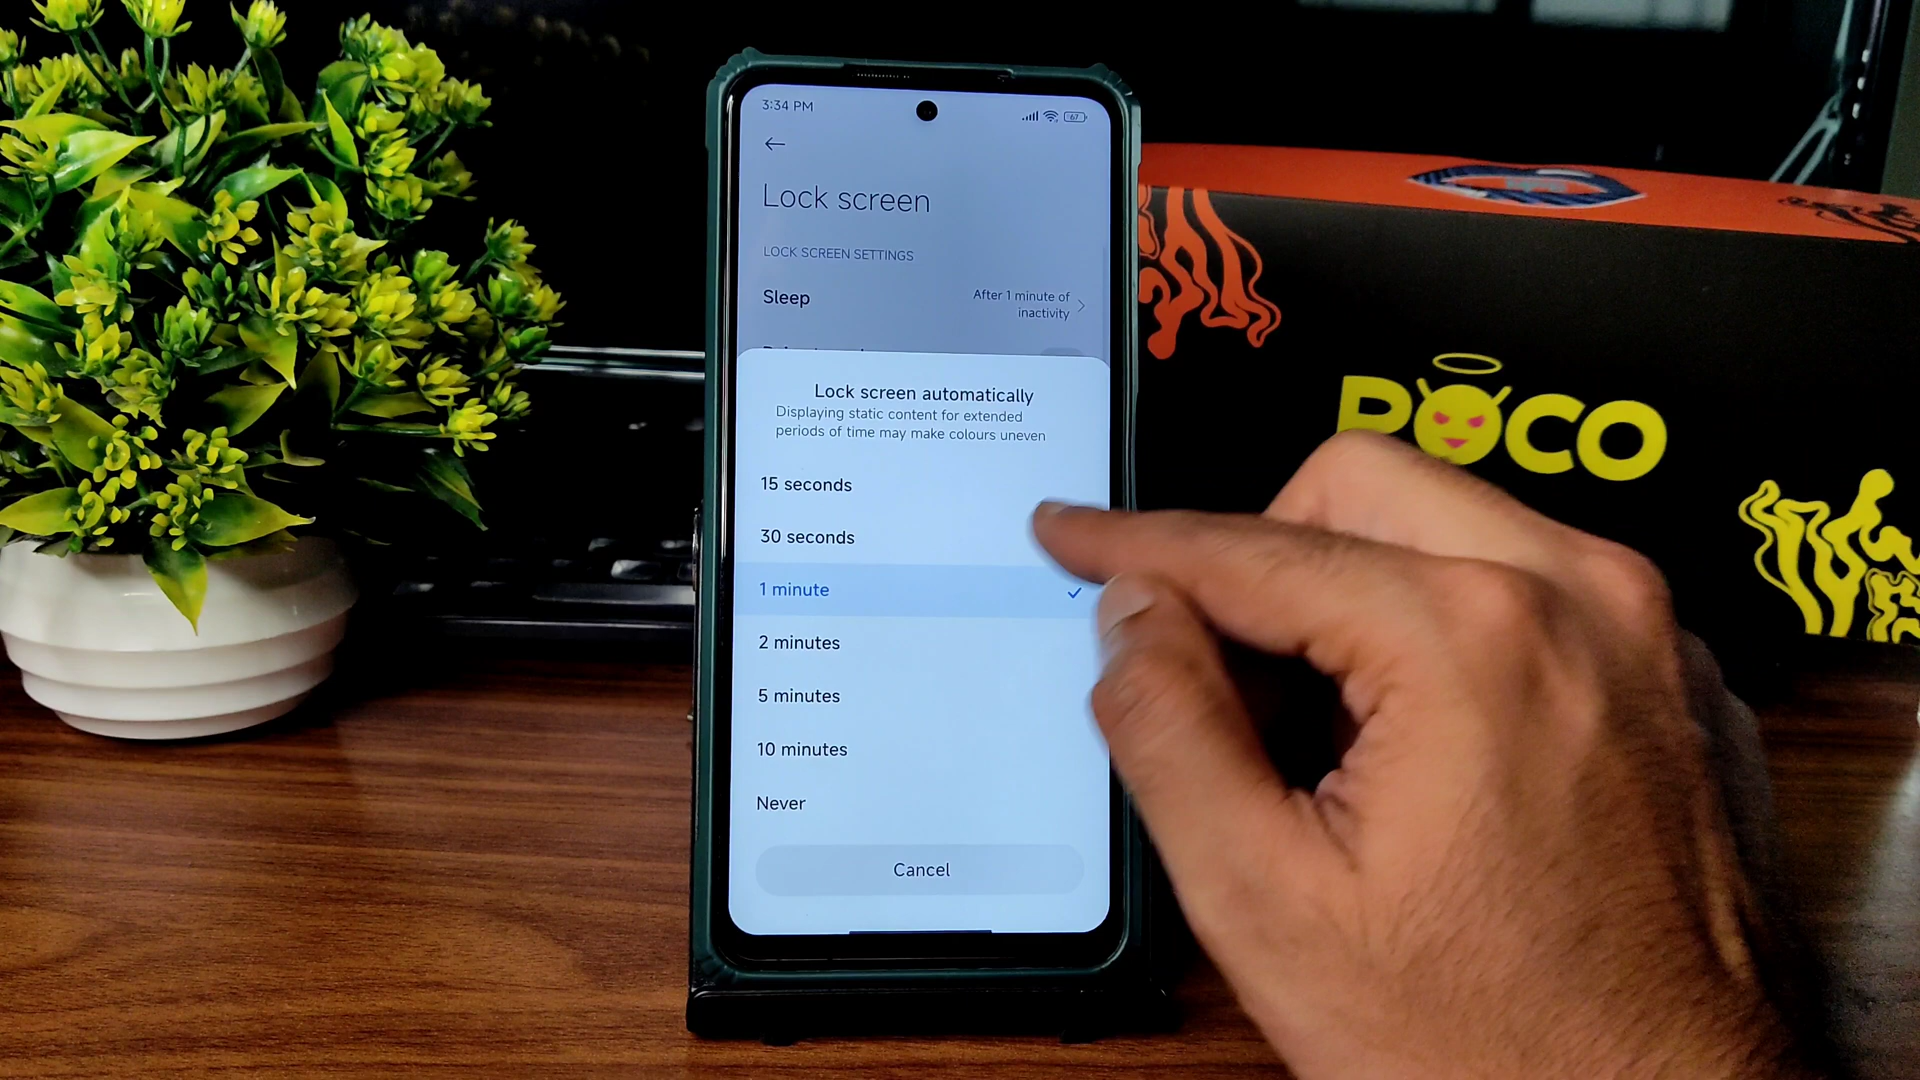 3:34 PM
67
Lock screen
LOCK SCREEN SETTINGS
Sleep
After 1 minute of
inactivity
Lock screen automatically
Displaying static content for extended
periods of time may make colours uneven
15 seconds
30 seconds
1 minute
2 minutes
5 minutes
10 minutes
Never
Cancel
POCO